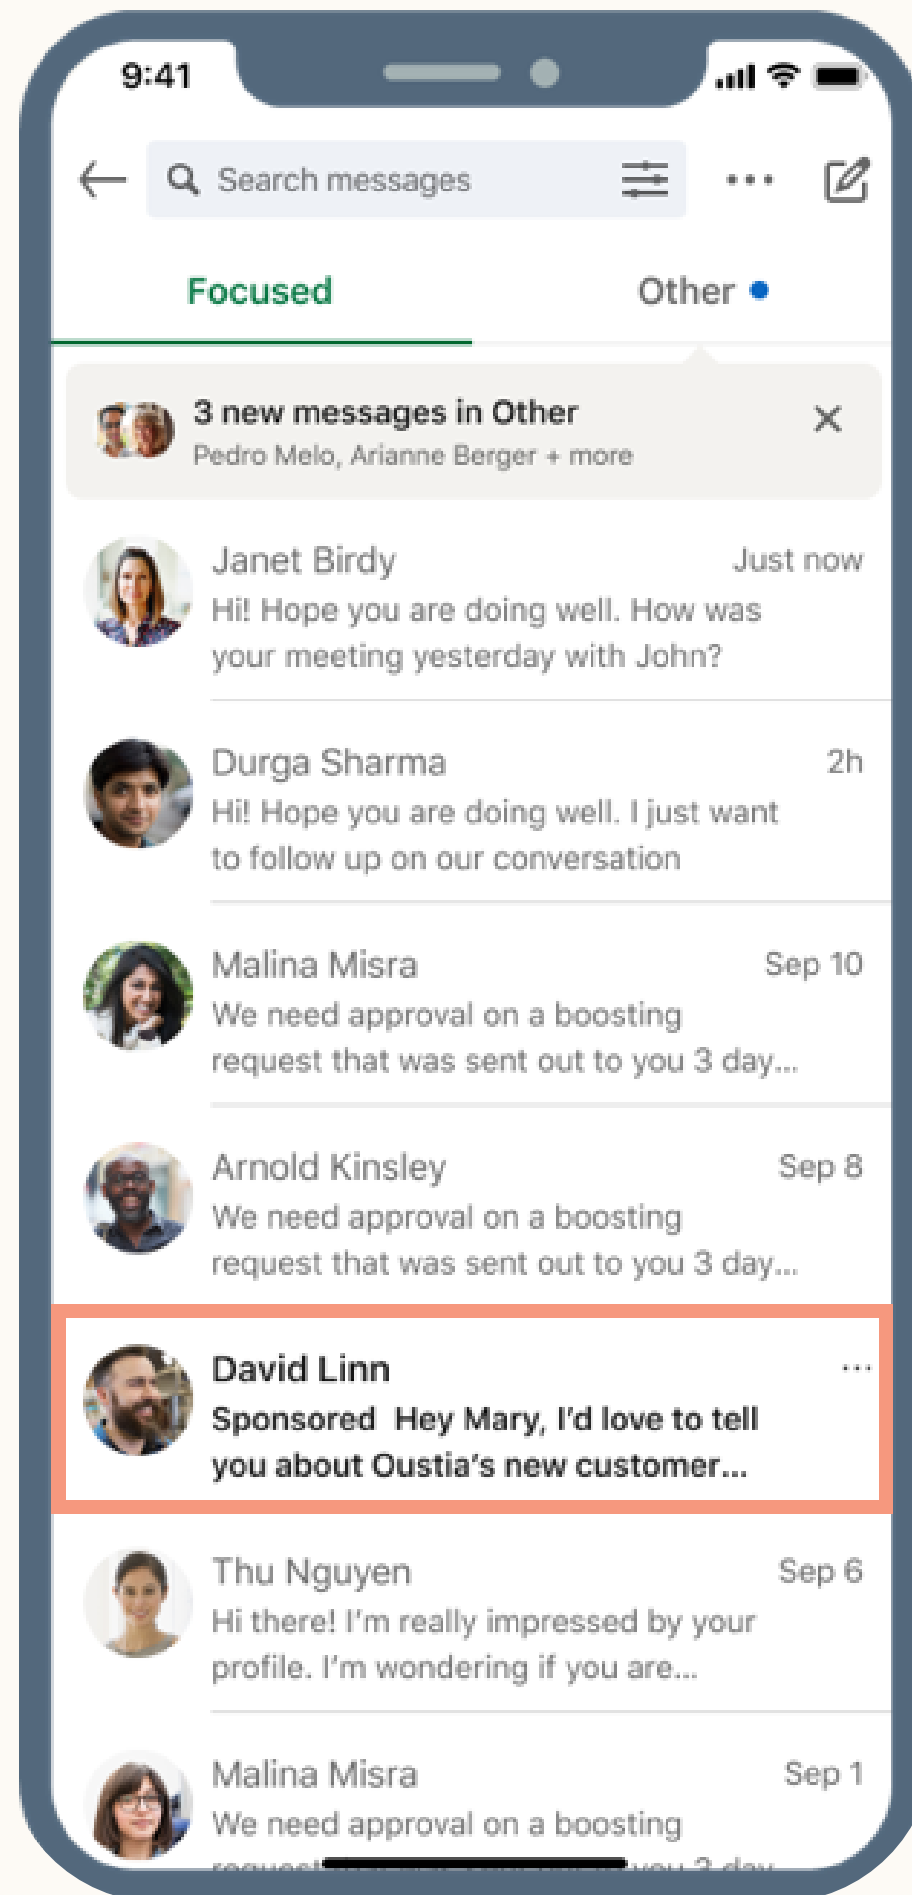 9:41
Search messages
Focused
Other
3 new messages in Other
Pedro Melo, Arianne Berger + more
Janet Birdy
Just now
Hi! Hope you are doing well. How was
your meeting yesterday with John?
Durga Sharma
2h
Hi! Hope you are doing well. I just want
to follow up on our conversation
Malina Misra
Sep 10
We need approval on a boosting
request that was sent out to you 3 day...
Arnold Kinsley
Sep 8
We need approval on a boosting
request that was sent out to you 3 day...
David Linn
Sponsored Hey Mary, I'd love to tell
you about Oustia's new customer...
Thu Nguyen
Sep 6
Hi there! I'm really impressed by your
profile. I'm wondering if you are...
Malina Misra
Sep 1
We need approval on a boosting
request you 3 day